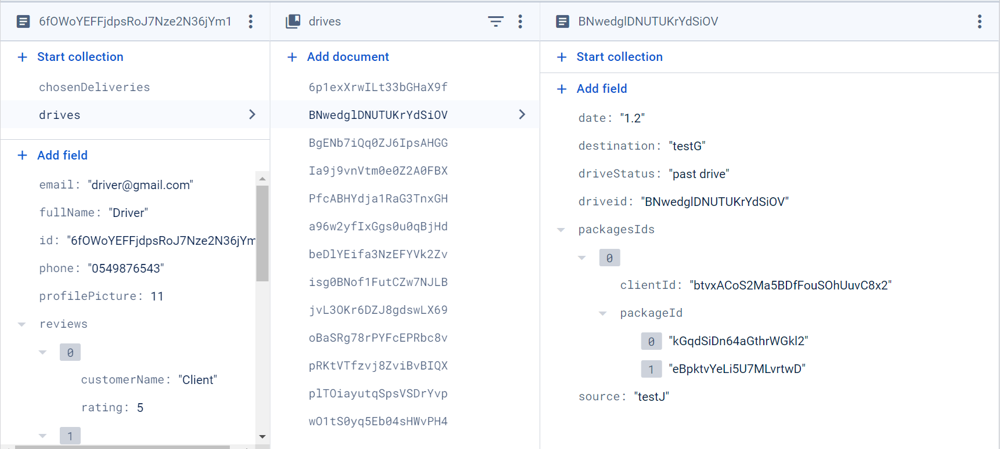 6fOWoYEFFjdpsRoJ7Nze2N36jYm1
Start collection
chosenDeliveries
drives
Add field
email: "driver@gmail.com"
fullName: "Driver"
id: "6fOWoYEFFjdpsRoJ7Nze2N36jYm
phone: "0549876543"
profilePicture: 11
reviews
0
customerName: "Client"
rating: 5
1
drives
Add document
6p1exXrwILt33bGHaX9f
BNwedglDNUTUKrYdSiOV
BgENb7iQq0ZJ6IpsAHGG
Ia9j9vnVtm0e0Z2A0FBX
PfcABHYdja1RaG3TnxGH
a96w2yfIxGgs0u0qBjHd
beDlYEifa3NzEFYVk2Zv
isg0BNof1FutCZw7NJLB
jvL3OKr6DZJ8gdswLX69
oBaSRg78rPYFcEPRbc8v
pRKtVTfzvj8ZviBvBIQX
plTOiayutqSpsVSDrYvp
wO1tS0yq5Eb04sHWvPH4
BNwedglDNUTUKrYdSiOV
Start collection
Add field
date: "1.2"
destination: "testG"
driveStatus: "past drive"
driveid: "BNwedglDNUTUKrYdSiOV"
packagesIds
0
clientId: "btvxACoS2Ma5BDfFouSOhUuvC8x2"
packageId
0 "kGqdSiDn64aGthrWGkl2"
1 "eBpktvYeLi5U7MLvrtwD"
source: "testJ"